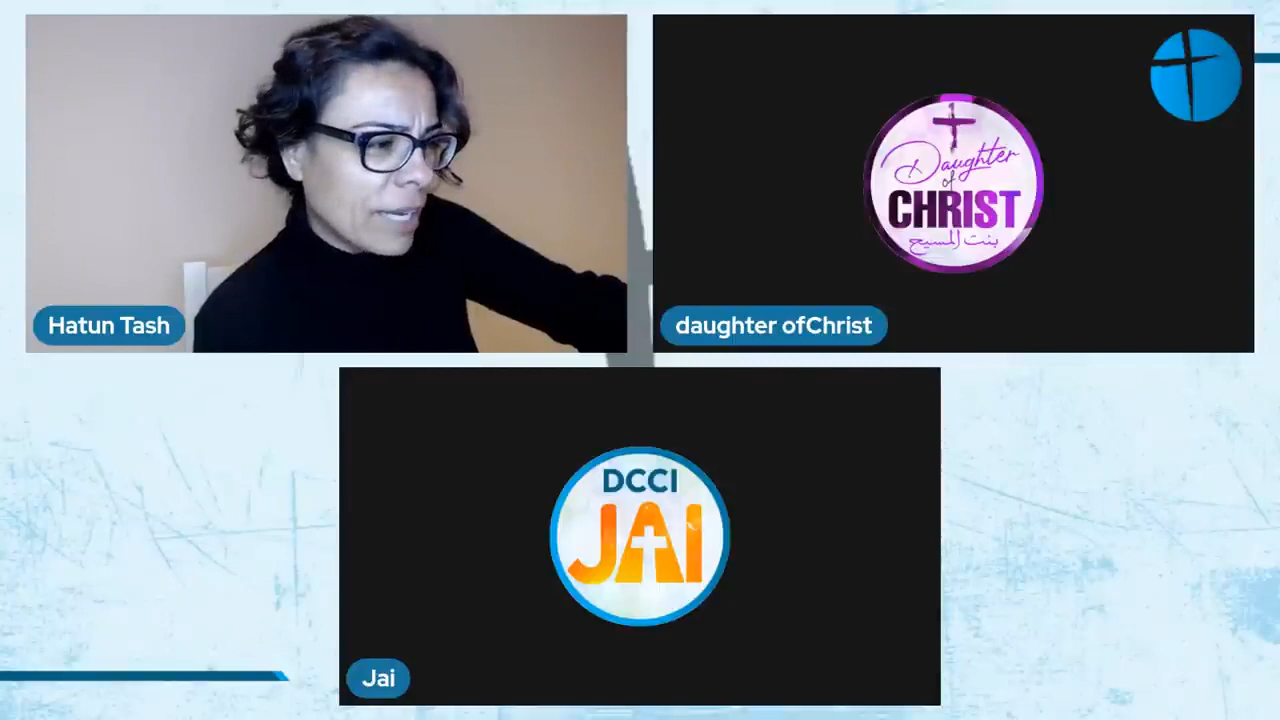 Hatun Tash
Daughter
of
CHRIST
بنت المسيح
daughter ofChrist
DCCI
JAI
Jai